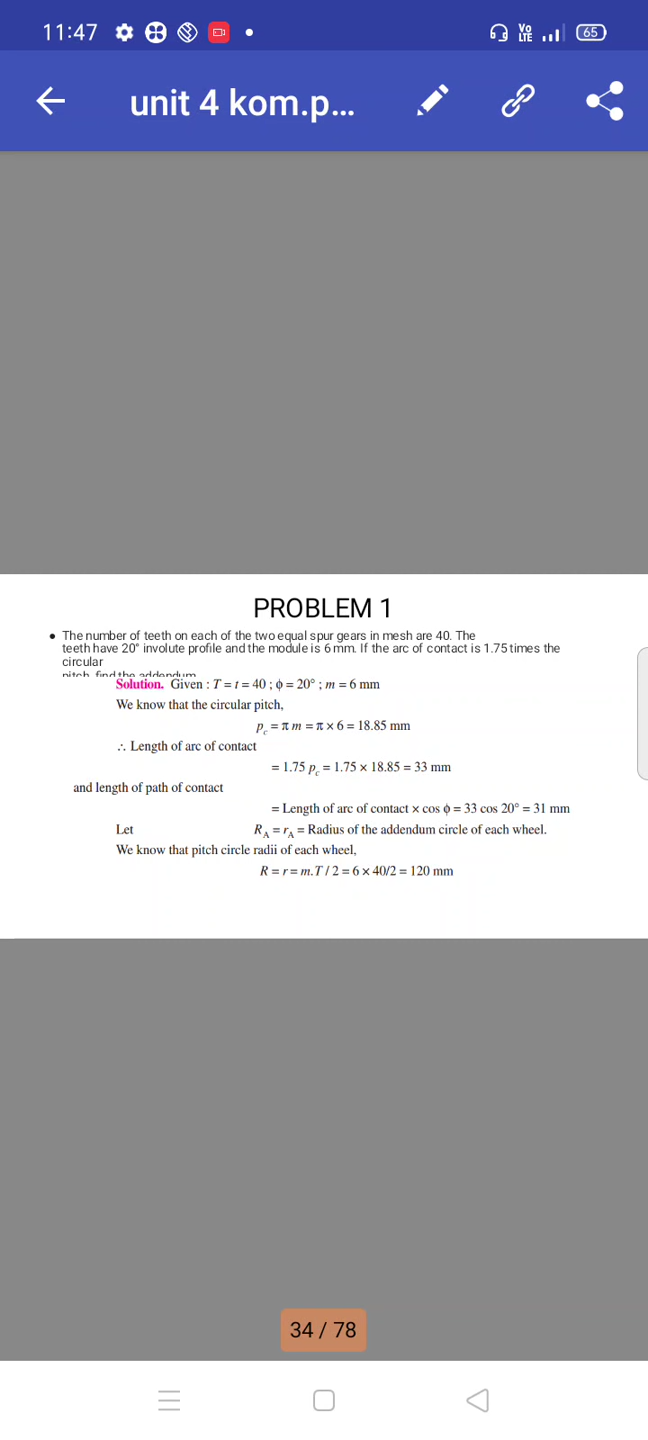 11:47
Vo
LTE
65
unit 4 kom.p...
PROBLEM 1
• The number of teeth on each of the two equal spur gears in mesh are 40. The
teeth have 20° involute profile and the module is 6 mm. If the arc of contact is 1.75 times the
circular
pitch, find the addendum
Solution. Given : T = t = 40 ; ϕ = 20° ; m = 6 mm
We know that the circular pitch,
p_c = π m = π × 6 = 18.85 mm
∴ Length of arc of contact
= 1.75 p_c = 1.75 × 18.85 = 33 mm
and length of path of contact
= Length of arc of contact × cos ϕ = 33 cos 20° = 31 mm
Let R_A = r_A = Radius of the addendum circle of each wheel.
We know that pitch circle radii of each wheel,
R = r = m.T / 2 = 6 × 40/2 = 120 mm
34 / 78